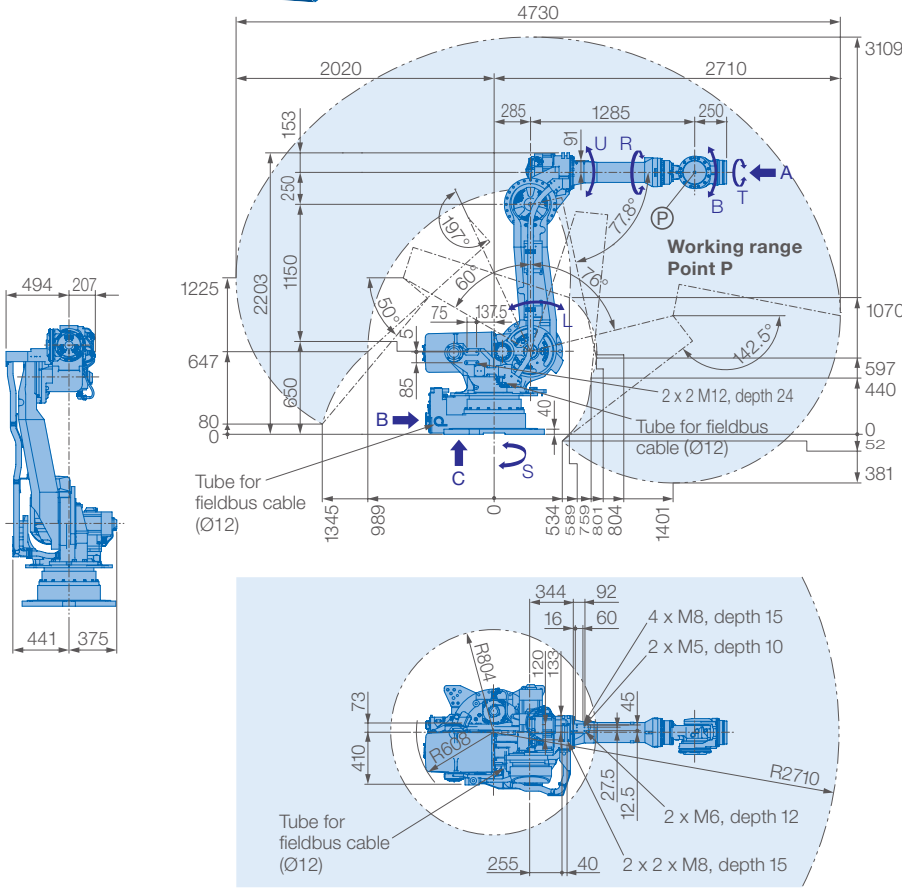 4730
3109
2020
2710
153
285
1285
250
91
U
R
A
B
T
P
250
197°
77.8°
Working range
Point P
494
207
1225
2203
1150
60°
76°
50°
75
137.5
L
1070
647
5
142.5°
597
650
85
2 x 2 M12, depth 24
440
80
40
B
Tube for fieldbus
cable (Ø12)
0
0
52
C
S
381
Tube for
fieldbus cable
(Ø12)
1345
989
0
534
589
759
801
804
1401
441
375
344
92
16
60
4 x M8, depth 15
2 x M5, depth 10
R804
120
133
45
73
R608
410
R2710
27.5
12.5
2 x M6, depth 12
Tube for
fieldbus cable
(Ø12)
255
40
2 x 2 x M8, depth 15